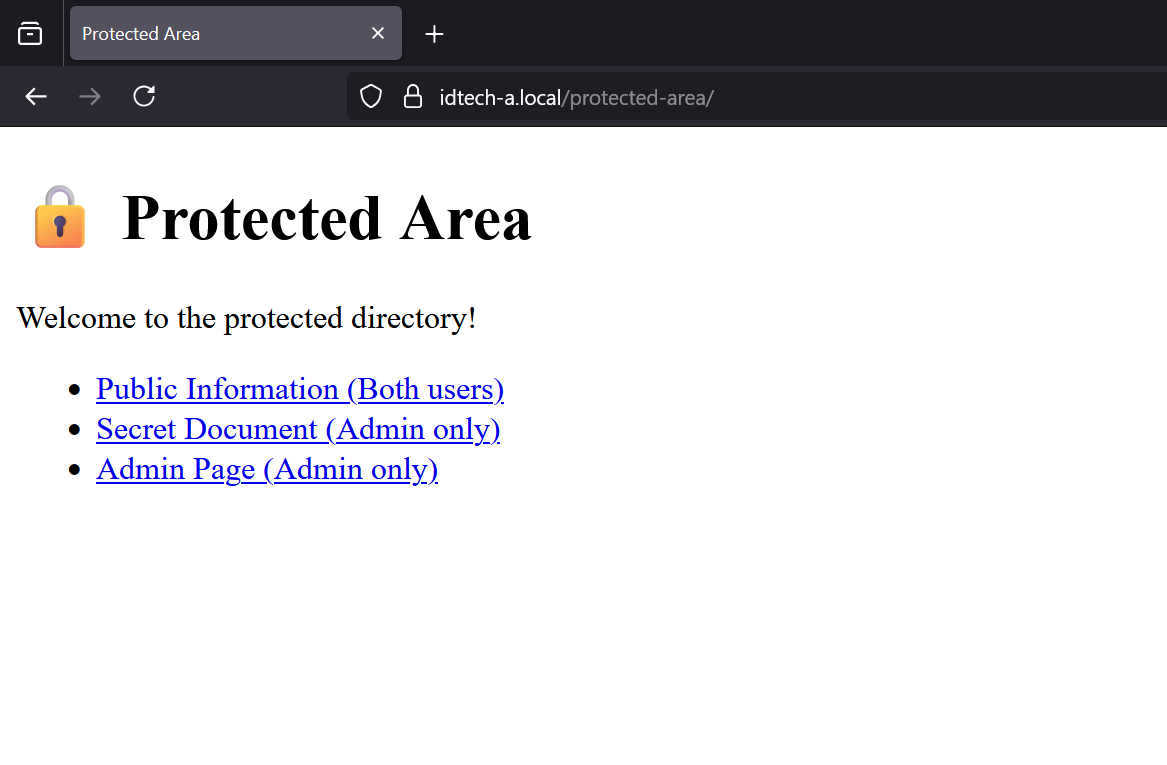 Protected Area
idtech-a.local/protected-area/
Protected Area
Welcome to the protected directory!
Public Information (Both users)
Secret Document (Admin only)
Admin Page (Admin only)